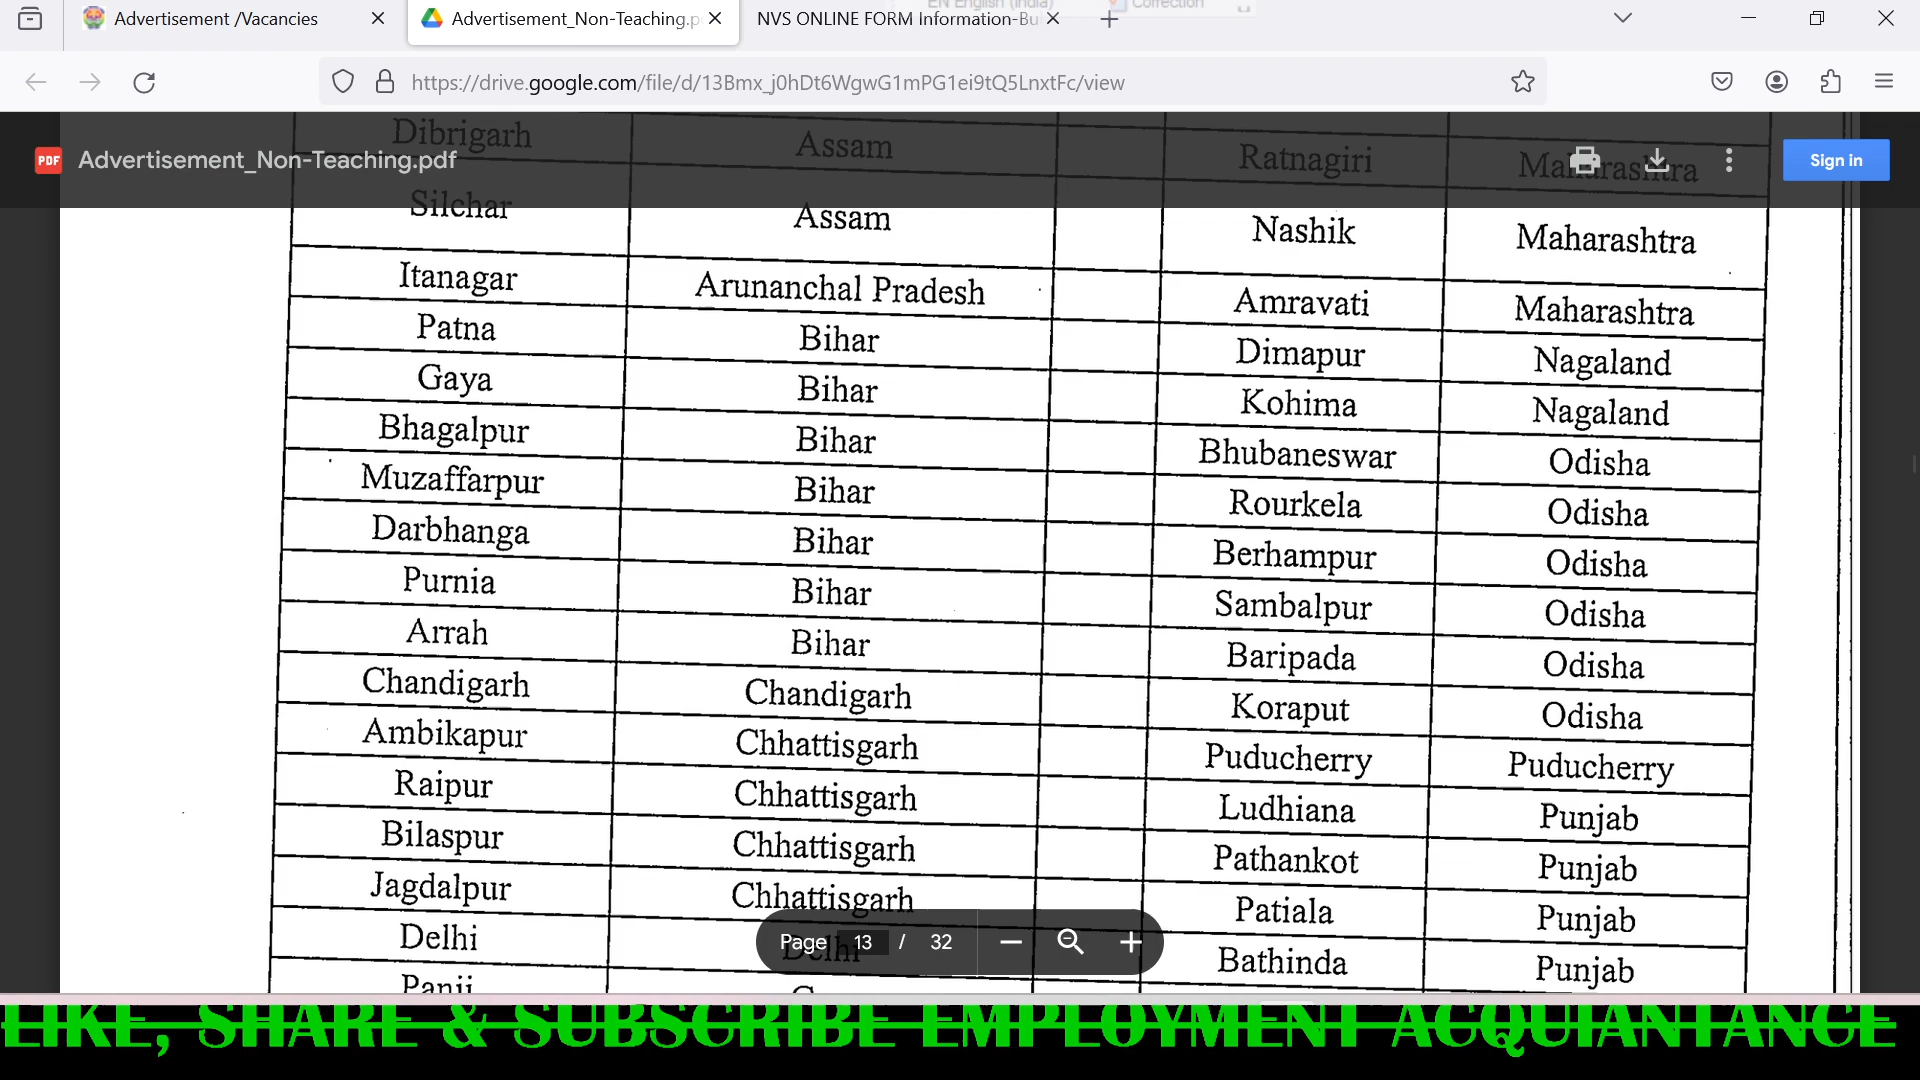 EN English (India) Correction
Advertisement /Vacancies Advertisement_Non-Teaching.p NVS ONLINE FORM Information-Bu
https://drive.google.com/file/d/13Bmx_j0hDt6WgwG1mPG1ei9tQ5LnxtFc/view
PDF Advertisement_Non-Teaching.pdf Sign in
Dibrigarh Assam Ratnagiri Maharashtra
Silchar Assam Nashik Maharashtra
Itanagar Arunanchal Pradesh Amravati Maharashtra
Patna Bihar Dimapur Nagaland
Gaya Bihar Kohima Nagaland
Bhagalpur Bihar Bhubaneswar Odisha
Muzaffarpur Bihar Rourkela Odisha
Darbhanga Bihar Berhampur Odisha
Purnia Bihar Sambalpur Odisha
Arrah Bihar Baripada Odisha
Chandigarh Chandigarh Koraput Odisha
Ambikapur Chhattisgarh Puducherry Puducherry
Raipur Chhattisgarh Ludhiana Punjab
Bilaspur Chhattisgarh Pathankot Punjab
Jagdalpur Chhattisgarh Patiala Punjab
Delhi Delhi Bathinda Punjab
Page 13 / 32
Panji
LIKE, SHARE & SUBSCRIBE EMPLOYMENT ACQUIANTANCE